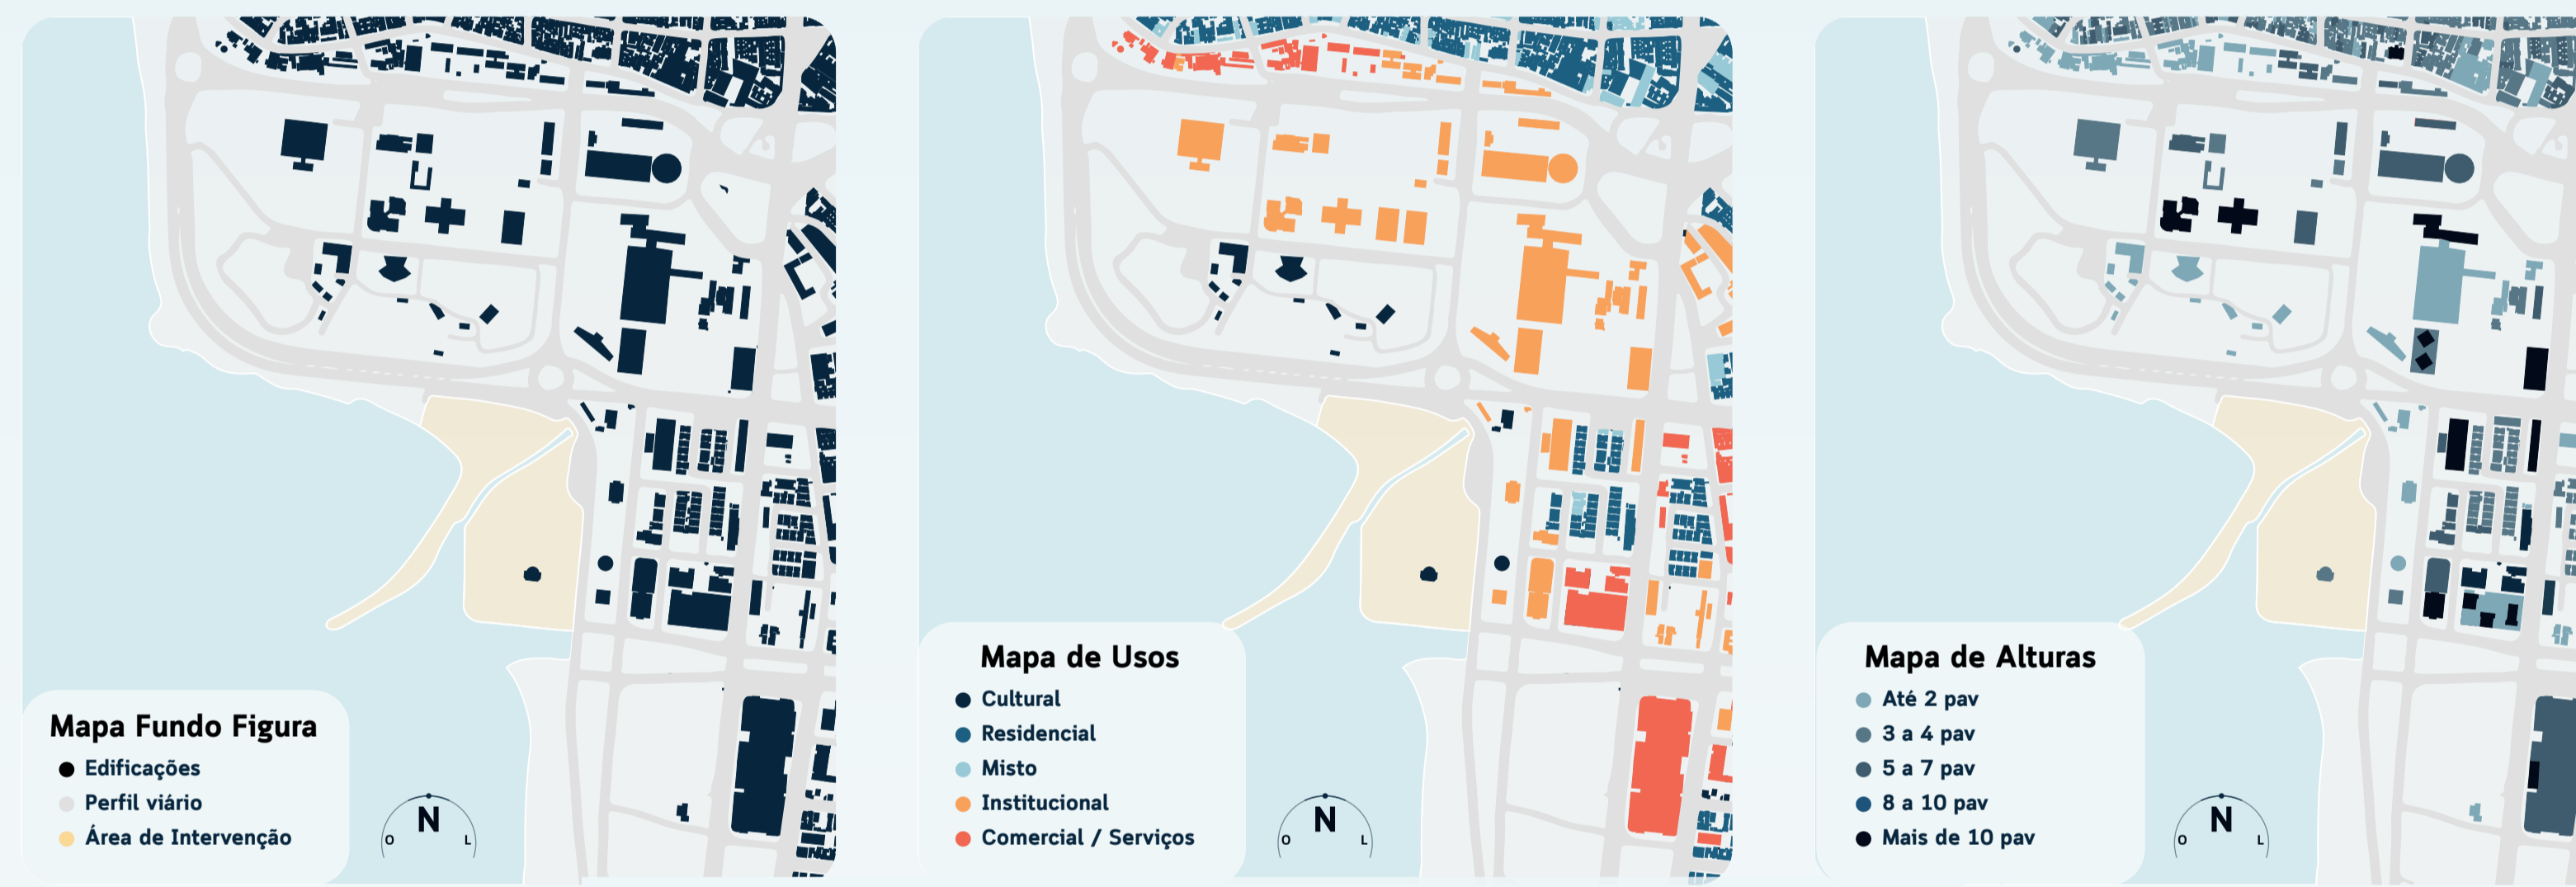 Mapa Fundo Figura
Edificações
Perfil viário
Área de Intervenção
N
O
L
Mapa de Usos
Cultural
Residencial
Misto
Institucional
Comercial / Serviços
N
O
L
Mapa de Alturas
Até 2 pav
3 a 4 pav
5 a 7 pav
8 a 10 pav
Mais de 10 pav
N
O
L